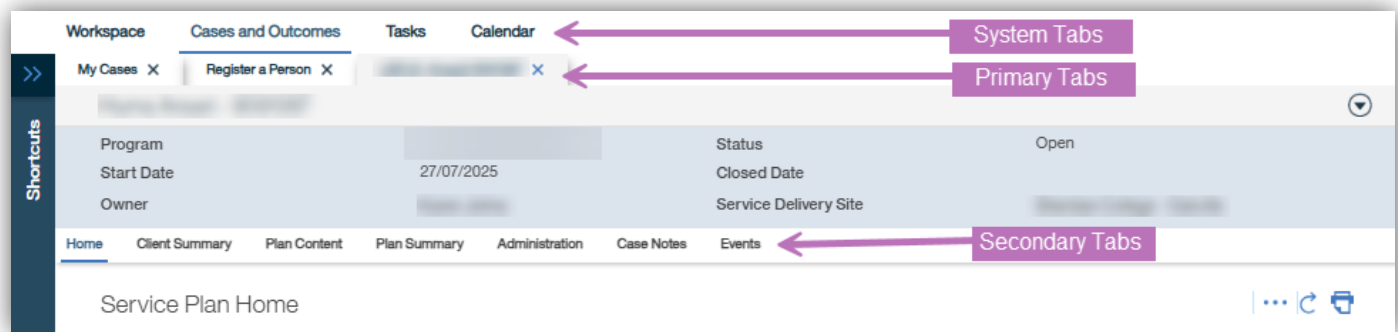 Workspace Cases and Outcomes Tasks Calendar System Tabs
My Cases X Register a Person X X Primary Tabs
Shortcuts
Program Status Open
Start Date 27/07/2025 Closed Date
Owner Service Delivery Site
Home Client Summary Plan Content Plan Summary Administration Case Notes Events Secondary Tabs
Service Plan Home